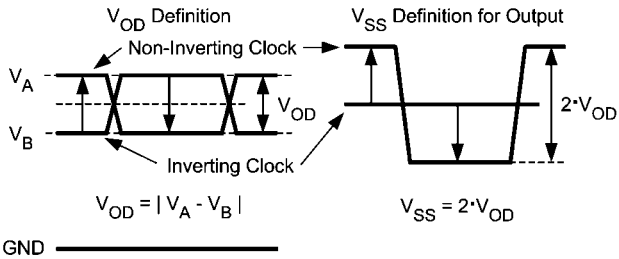 VOD Definition
VSS Definition for Output
Non-Inverting Clock
VA
VOD
2·VOD
VB
Inverting Clock
VOD = | VA - VB |
VSS = 2·VOD
GND